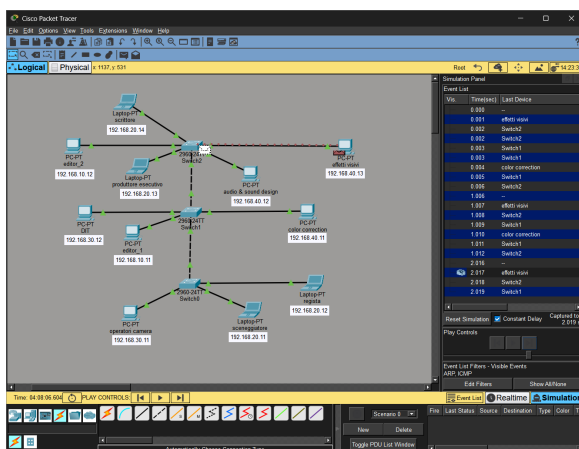 Cisco Packet Tracer
File Edit Options View Tools Extensions Window Help
Logical Physical x: 1137, y: 531 Root 14:23:3
Simulation Panel
Event List
Vis. Time(sec) Last Device
0.000 --
0.001 effetti visivi
0.002 Switch2
0.002 Switch2
0.003 Switch1
0.003 Switch1
0.004 color correction
0.005 Switch1
0.006 Switch2
1.006 --
1.007 effetti visivi
1.008 Switch2
1.009 Switch1
1.010 color correction
1.011 Switch1
1.012 Switch2
2.016 --
2.017 effetti visivi
2.018 Switch2
2.019 Switch1
Reset Simulation Constant Delay Captured to
2.019
Play Controls
Event List Filters - Visible Events
ARP, ICMP
Edit Filters Show All/None
Event List Realtime Simulation
Laptop-PT
scrittore
192.168.20.14
PC-PT
editor_2
192.168.10.12
2960-24TT
Switch2
PC-PT
effetti visivi
192.168.40.13
Laptop-PT
produttore esecutivo
192.168.20.13
PC-PT
audio & sound design
192.168.40.12
PC-PT
OIT
192.168.30.12
2960-24TT
Switch1
PC-PT
color correction
192.168.40.11
PC-PT
editor_1
192.168.10.11
2960-24TT
Switch0
Laptop-PT
regista
192.168.20.12
PC-PT
operatori camera
192.168.30.11
Laptop-PT
sceneggiatore
192.168.20.11
Time: 04:08:06.604 PLAY CONTROLS:
Scenario 0
New Delete
Toggle PDU List Window
Fire Last Status Source Destination Type Color
Automatically Choose Connection Type